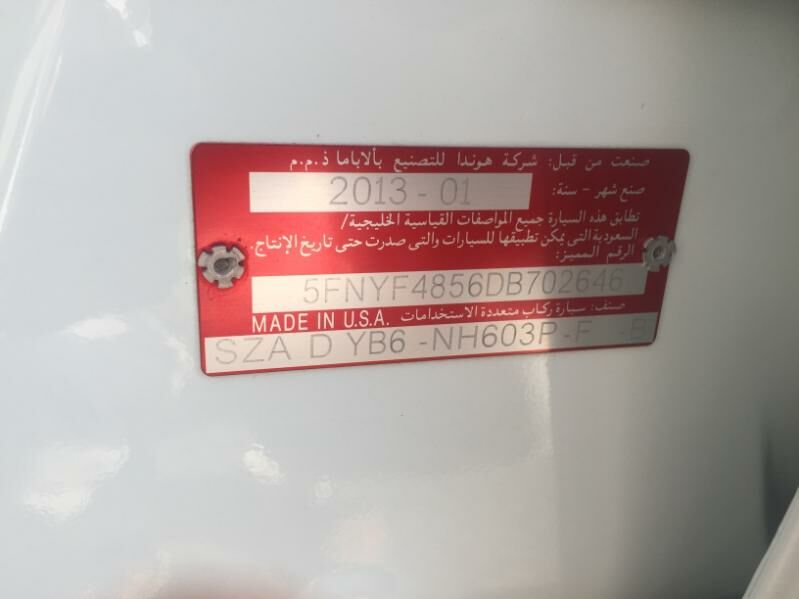 صنعت من قبل: شركة هوندا للتصنيع بألاباما ذ.م.م
صنع شهر - سنة: 2013 - 01
تطابق هذه السيارة جميع المواصفات القياسية الخليجية/
السعودية التى يمكن تطبيقها للسيارات والتى صدرت حتى تاريخ الإنتاج.
الرقم المميز:
5FNYF4856DB702646
صنف: سيارة ركاب متعددة الاستخدامات
MADE IN U.S.A.
SZA D YB6 -NH603P-F -B